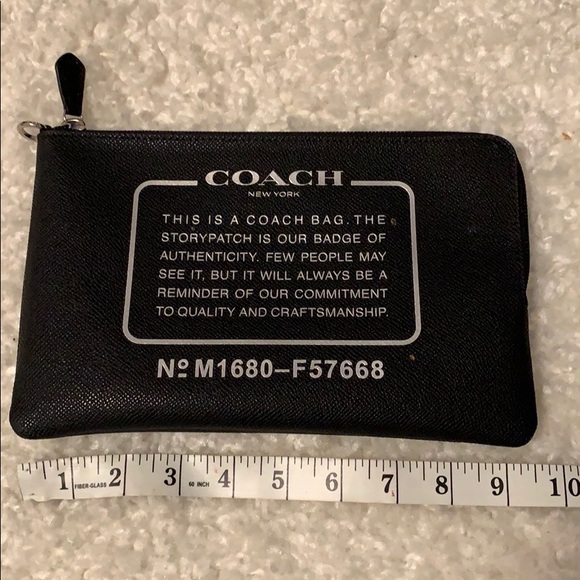 COACH
NEW YORK
THIS IS A COACH BAG. THE
STORYPATCH IS OUR BADGE OF
AUTHENTICITY. FEW PEOPLE MAY
SEE IT, BUT IT WILL ALWAYS BE A
REMINDER OF OUR COMMITMENT
TO QUALITY AND CRAFTSMANSHIP.
Nº M1680–F57668
1 2 3 4 5 6 7 8 9 10
FIBER-GLASS 60 INCH